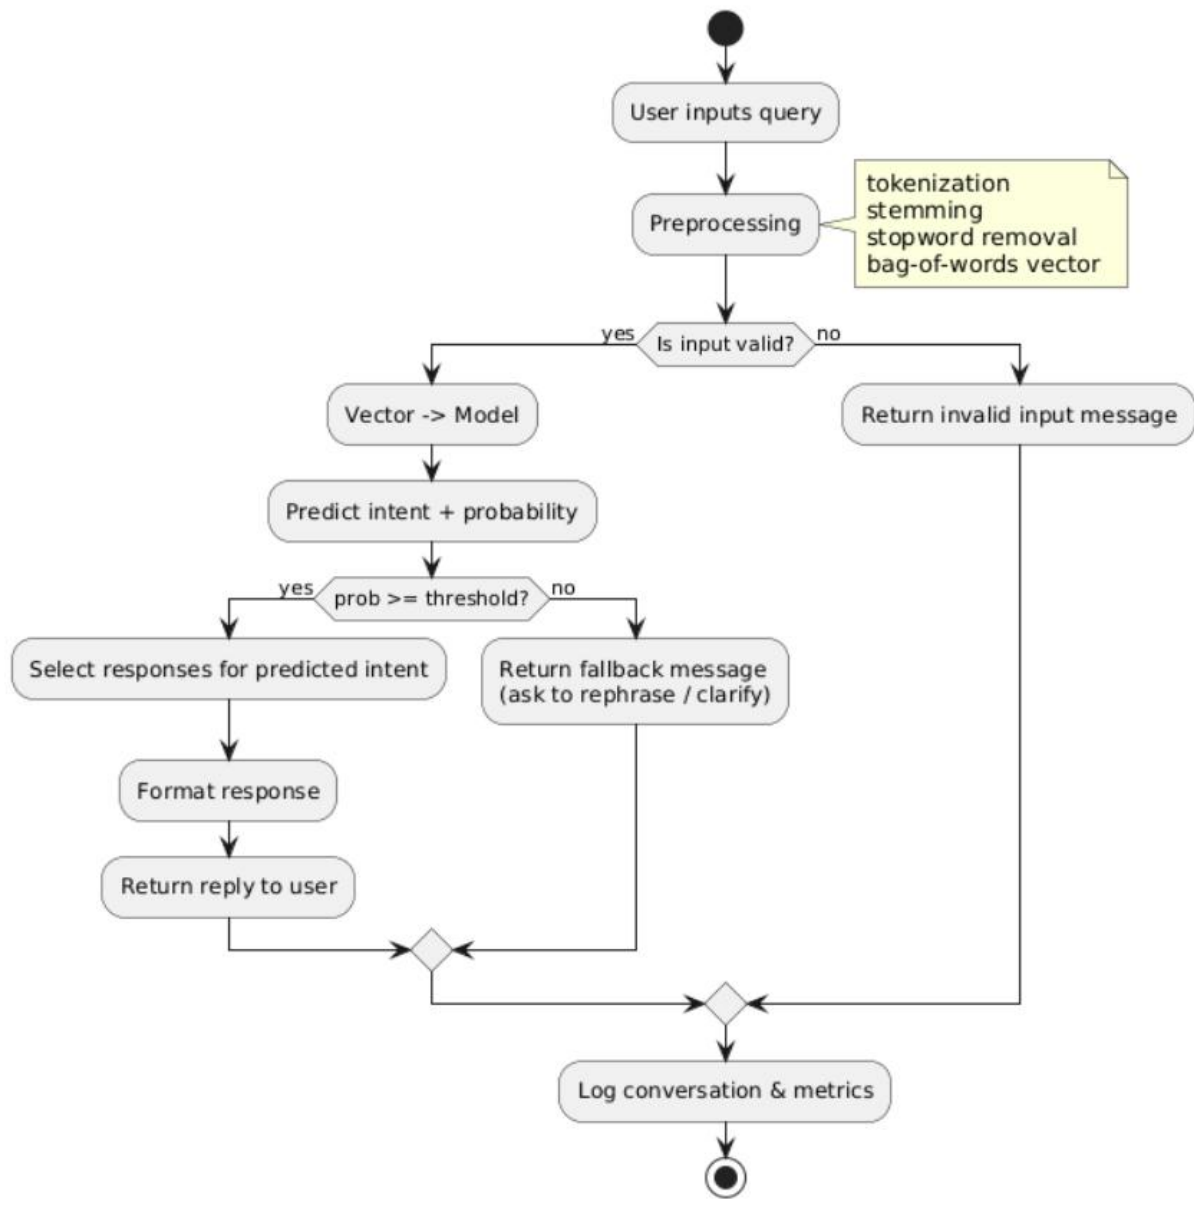 User inputs query
Preprocessing
tokenization
stemming
stopword removal
bag-of-words vector
yes
Is input valid?
no
Vector -> Model
Return invalid input message
Predict intent + probability
yes
prob >= threshold?
no
Select responses for predicted intent
Return fallback message
(ask to rephrase / clarify)
Format response
Return reply to user
Log conversation & metrics